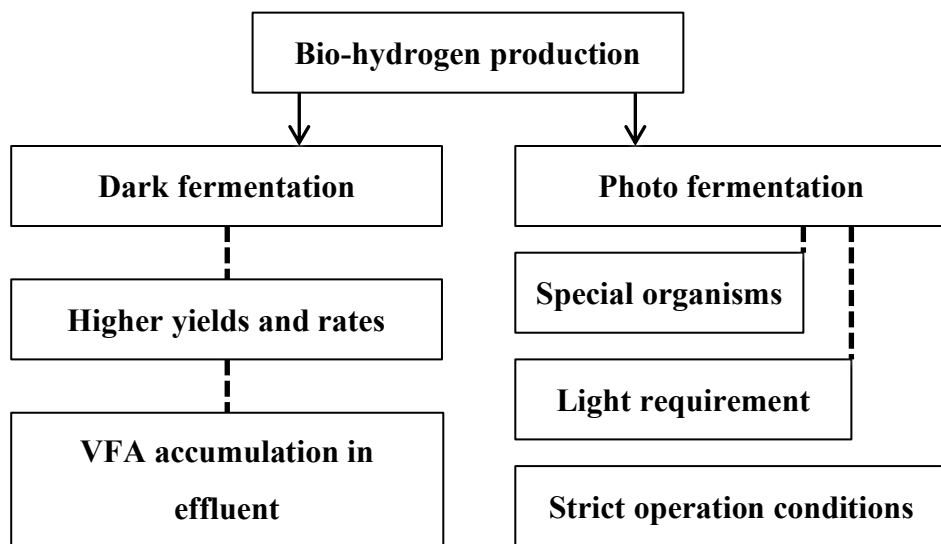 Bio-hydrogen production
Dark fermentation
Photo fermentation
Special organisms
Higher yields and rates
Light requirement
VFA accumulation in
effluent
Strict operation conditions